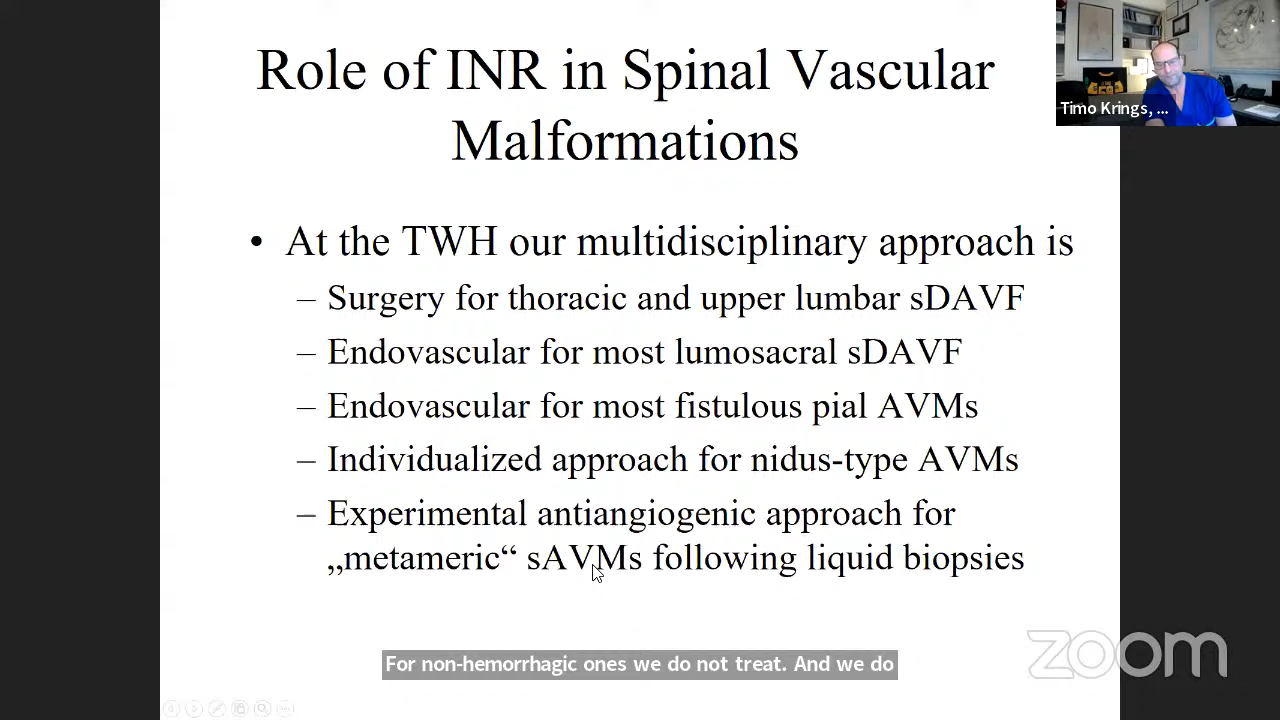 Role of INR in Spinal Vascular
Malformations
• At the TWH our multidisciplinary approach is
– Surgery for thoracic and upper lumbar sDAVF
– Endovascular for most lumosacral sDAVF
– Endovascular for most fistulous pial AVMs
– Individualized approach for nidus-type AVMs
– Experimental antiangiogenic approach for
„metameric“ sAVMs following liquid biopsies
Timo Krings, ...
For non-hemorrhagic ones we do not treat. And we do
zoom